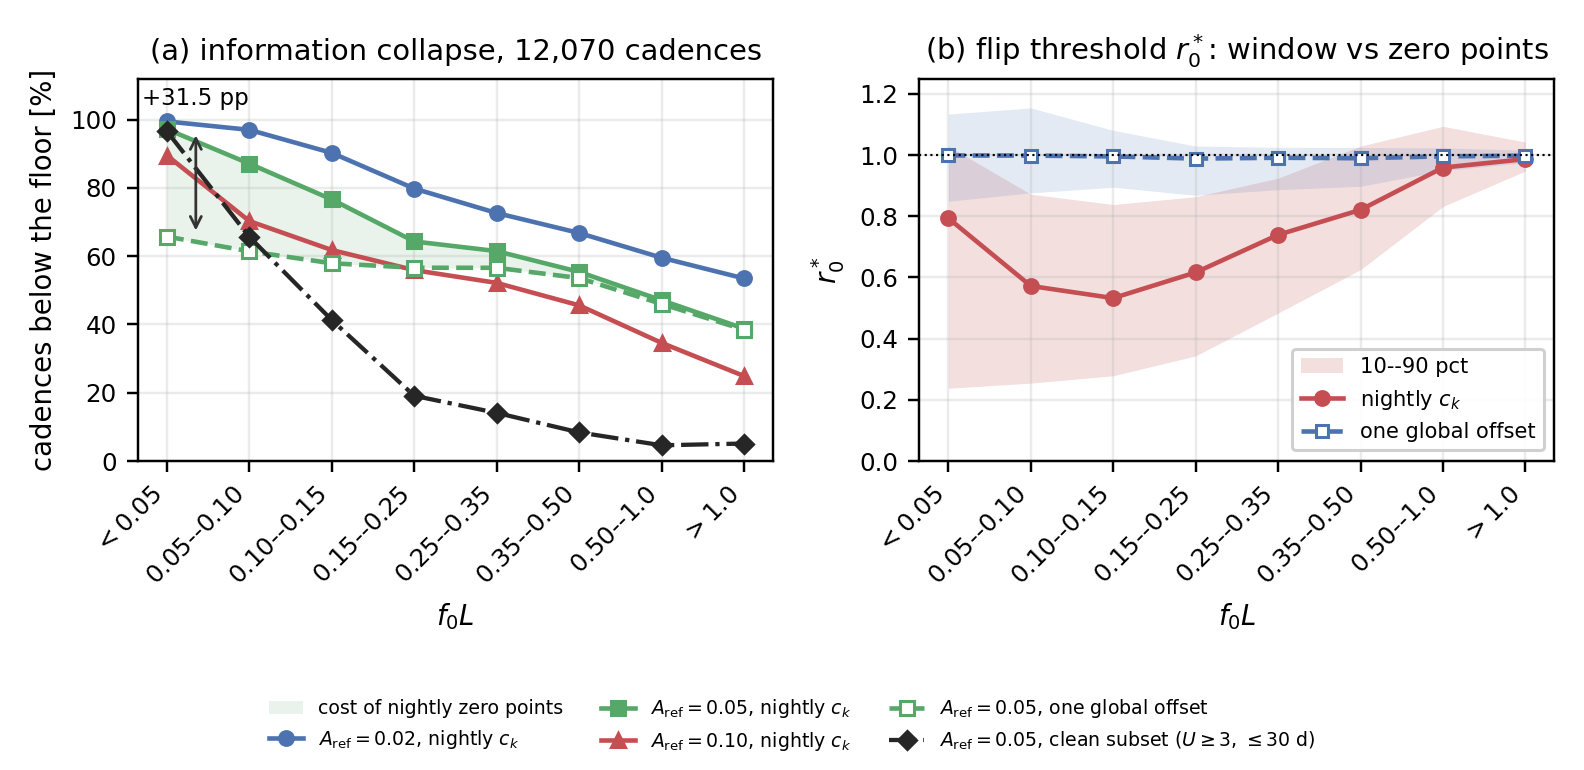 (a) information collapse, 12,070 cadences
cadences below the floor [%]
+31.5 pp
100
80
60
40
20
0
< 0.05
0.05--0.10
0.10--0.15
0.15--0.25
0.25--0.35
0.35--0.50
0.50--1.0
> 1.0
f₀L
(b) flip threshold r₀*: window vs zero points
r₀*
1.2
1.0
0.8
0.6
0.4
0.2
0.0
10--90 pct
nightly cₖ
one global offset
< 0.05
0.05--0.10
0.10--0.15
0.15--0.25
0.25--0.35
0.35--0.50
0.50--1.0
> 1.0
f₀L
cost of nightly zero points
A_ref = 0.02, nightly cₖ
A_ref = 0.05, nightly cₖ
A_ref = 0.10, nightly cₖ
A_ref = 0.05, one global offset
A_ref = 0.05, clean subset (U ≥ 3, ≤30 d)